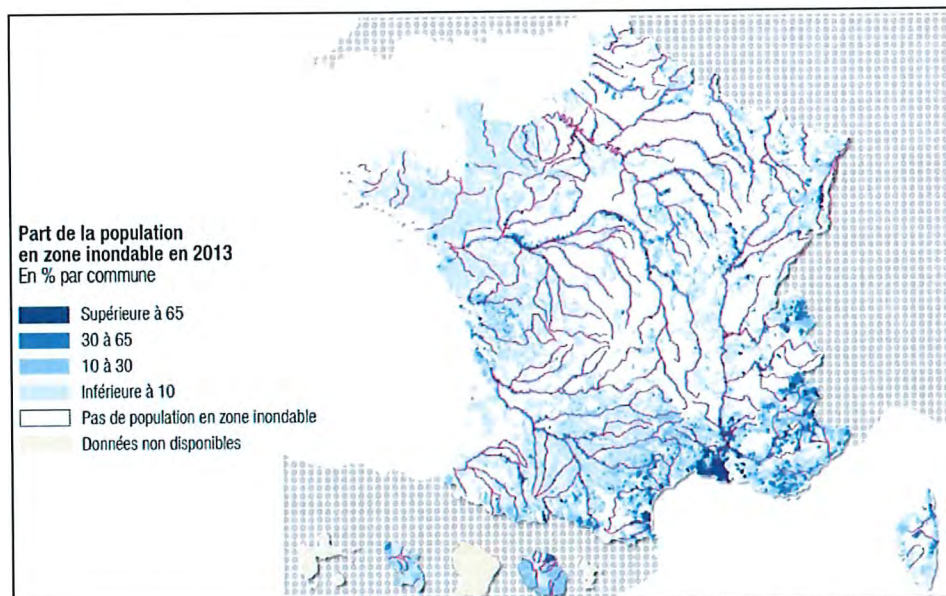 Part de la population
en zone inondable en 2013
En % par commune
Supérieure à 65
30 à 65
10 à 30
Inférieure à 10
Pas de population en zone inondable
Données non disponibles